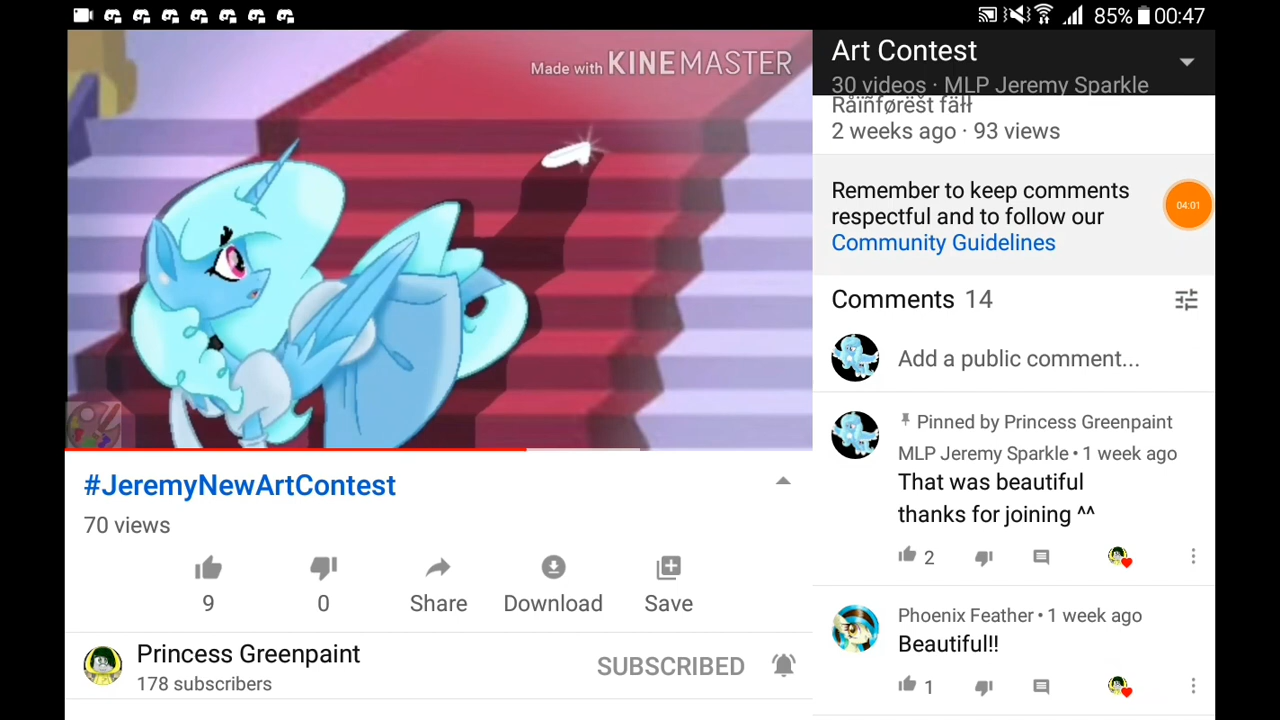 85% 00:47
Made with KINEMASTER
#JeremyNewArtContest
70 views
9
0
Share
Download
Save
Princess Greenpaint
178 subscribers
SUBSCRIBED
Art Contest
30 videos · MLP Jeremy Sparkle
Råïñførëšt fäłł
2 weeks ago · 93 views
Remember to keep comments
respectful and to follow our
Community Guidelines
04:01
Comments 14
Add a public comment...
Pinned by Princess Greenpaint
MLP Jeremy Sparkle • 1 week ago
That was beautiful
thanks for joining ^^
2
Phoenix Feather • 1 week ago
Beautiful!!
1